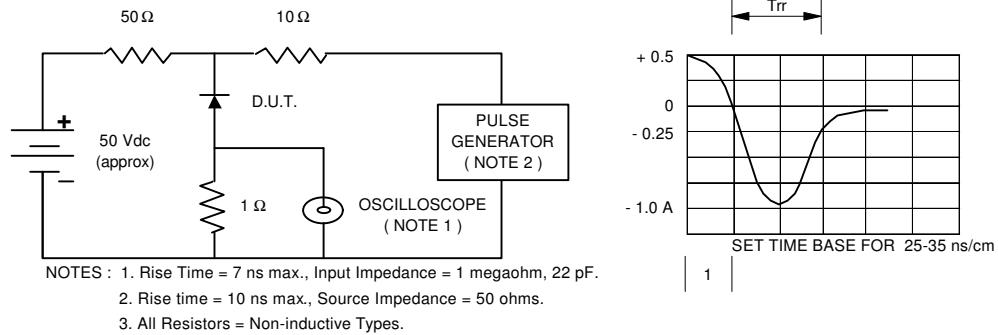 50 Ω
10 Ω
Trr
D.U.T.
+
50 Vdc
(approx)
−
1 Ω
OSCILLOSCOPE
( NOTE 1 )
PULSE
GENERATOR
( NOTE 2 )
+ 0.5
0
- 0.25
- 1.0 A
SET TIME BASE FOR 25-35 ns/cm
1
NOTES : 1. Rise Time = 7 ns max., Input Impedance = 1 megaohm, 22 pF.
2. Rise time = 10 ns max., Source Impedance = 50 ohms.
3. All Resistors = Non-inductive Types.